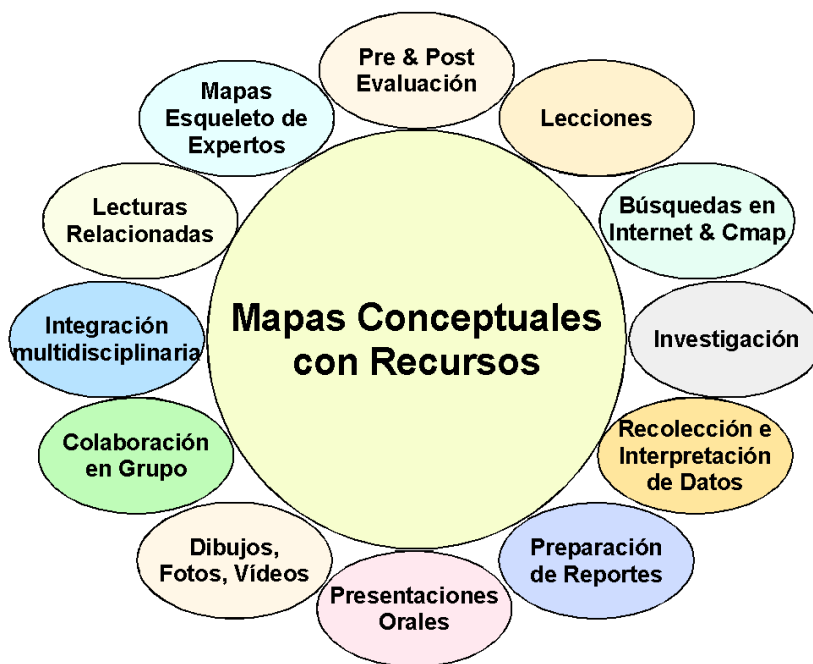 Pre & Post
Evaluación
Mapas
Esqueleto de
Expertos
Lecciones
Lecturas
Relacionadas
Búsquedas en
Internet & Cmap
Mapas Conceptuales
con Recursos
Integración
multidisciplinaria
Investigación
Colaboración
en Grupo
Recolección e
Interpretación
de Datos
Dibujos,
Fotos, Vídeos
Preparación
de Reportes
Presentaciones
Orales